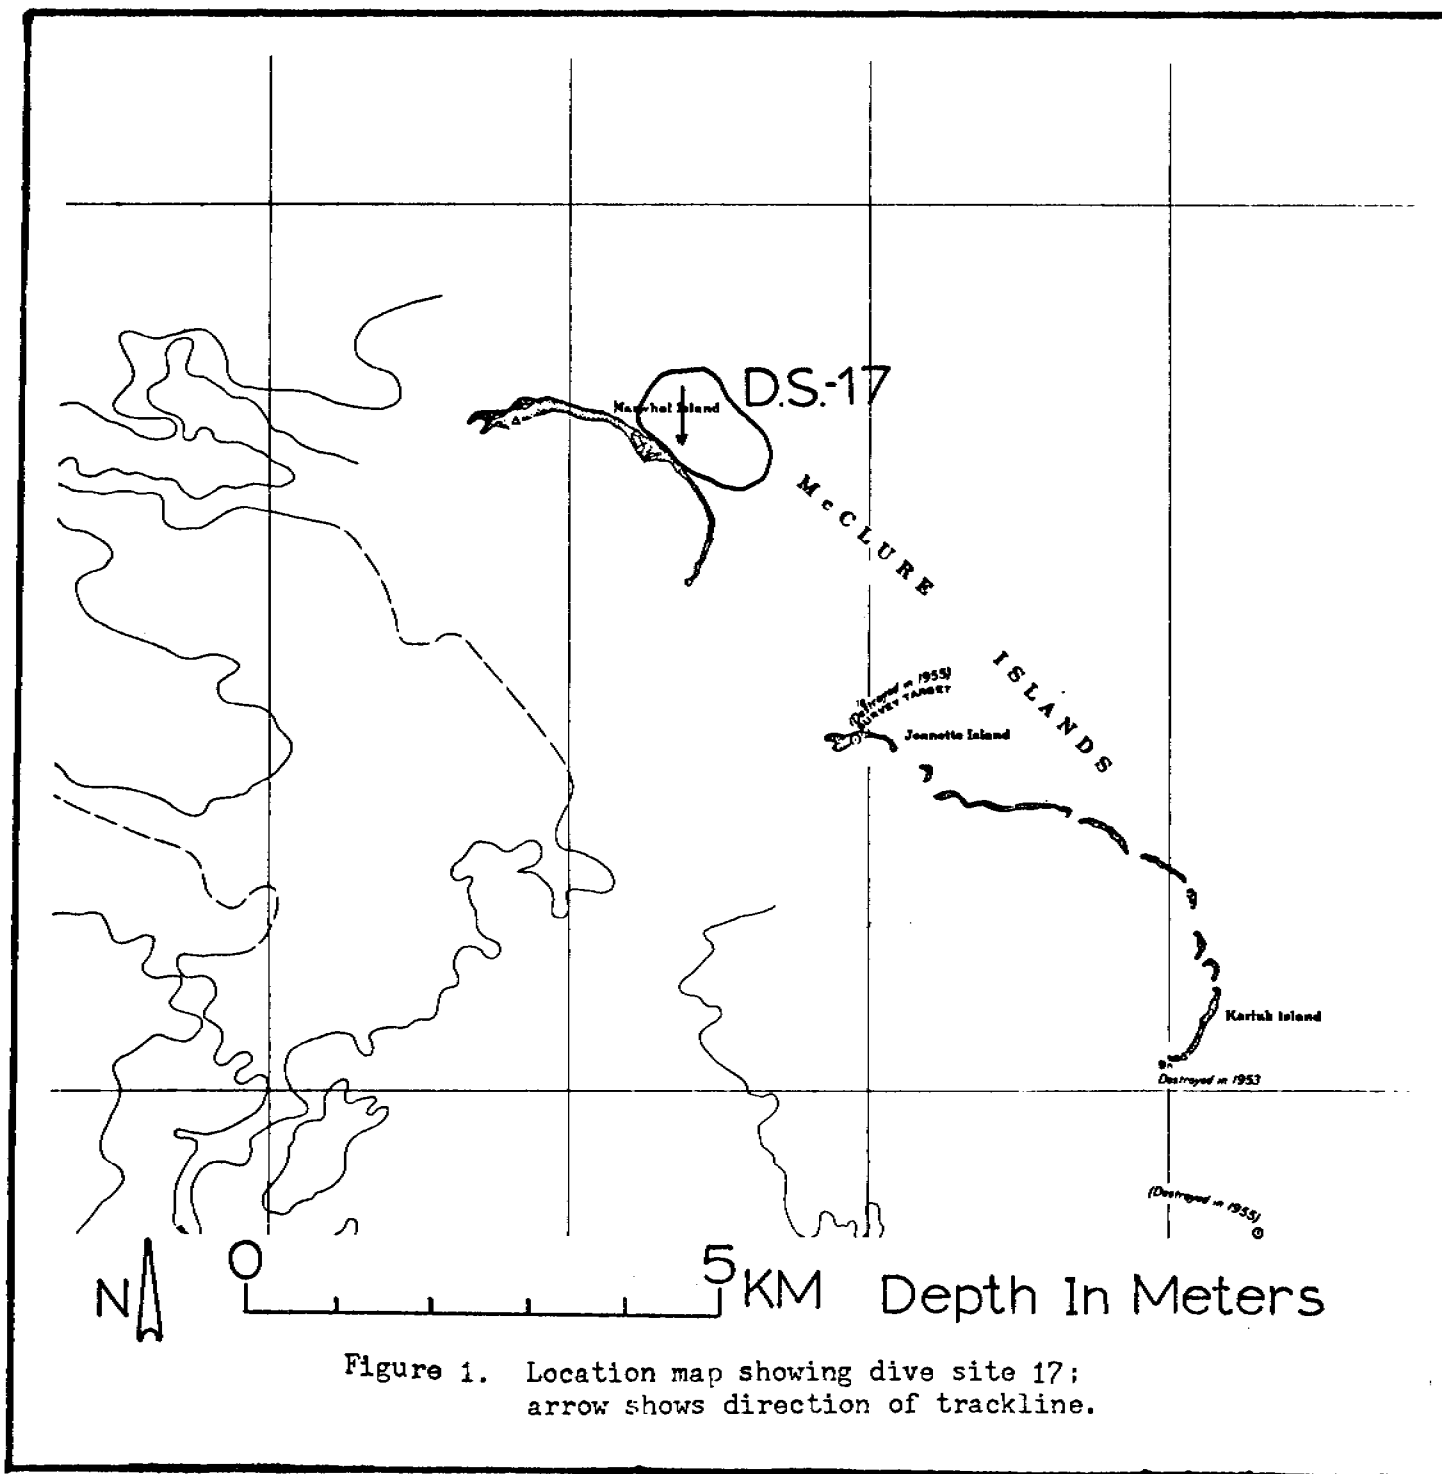 D.S.-17
Narwhal Island
McCLURE
ISLANDS
(Destroyed in 1955)
SURVEY TARGET
Jeanette Island
Karluk Island
Destroyed in 1953
(Destroyed in 1955)
N
0
5
KM
Depth In Meters
Figure 1. Location map showing dive site 17;
arrow shows direction of trackline.